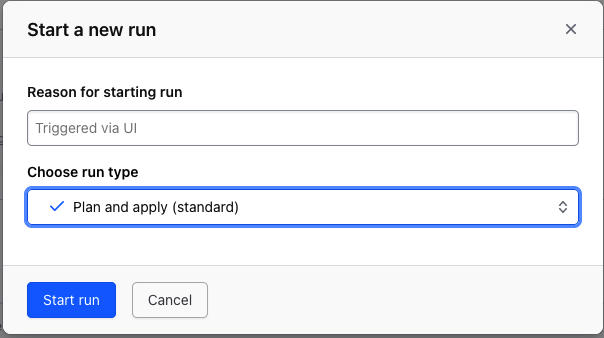 Start a new run
Reason for starting run
Triggered via UI
Choose run type
Plan and apply (standard)
Start run
Cancel